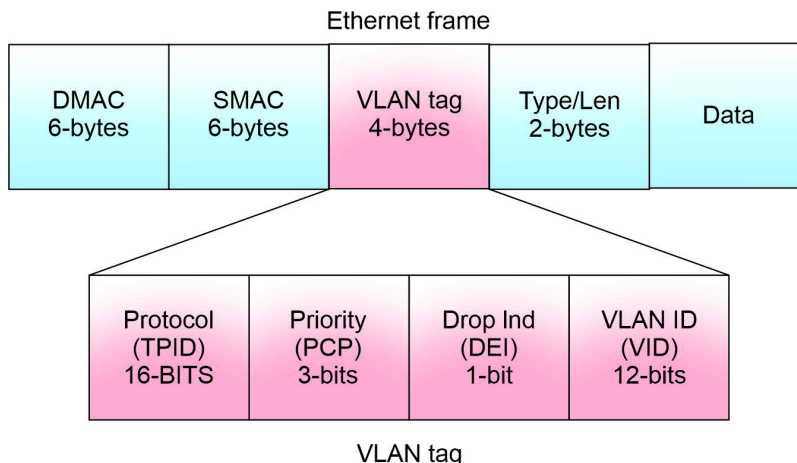 Ethernet frame
DMAC
6-bytes
SMAC
6-bytes
VLAN tag
4-bytes
Type/Len
2-bytes
Data
Protocol
(TPID)
16-BITS
Priority
(PCP)
3-bits
Drop Ind
(DEI)
1-bit
VLAN ID
(VID)
12-bits
VLAN tag